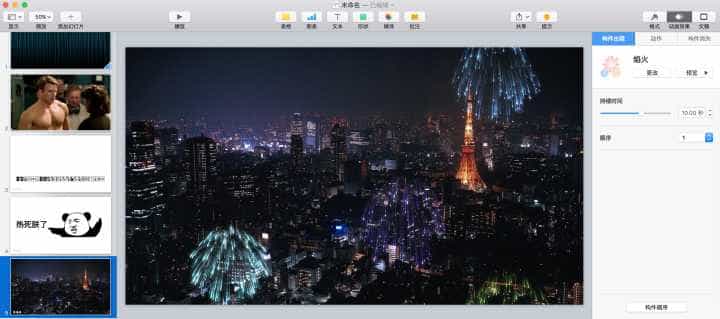 未命名 — 已编辑
50%
显示
缩放
添加幻灯片
播放
表格
图表
文本
形状
媒体
批注
共享
提示
格式
动画效果
文稿
构件出现
动作
构件消失
焰火
更改
预览
持续时间
10.00 秒
顺序
1
2
3
热死朕了
4
5
构件顺序